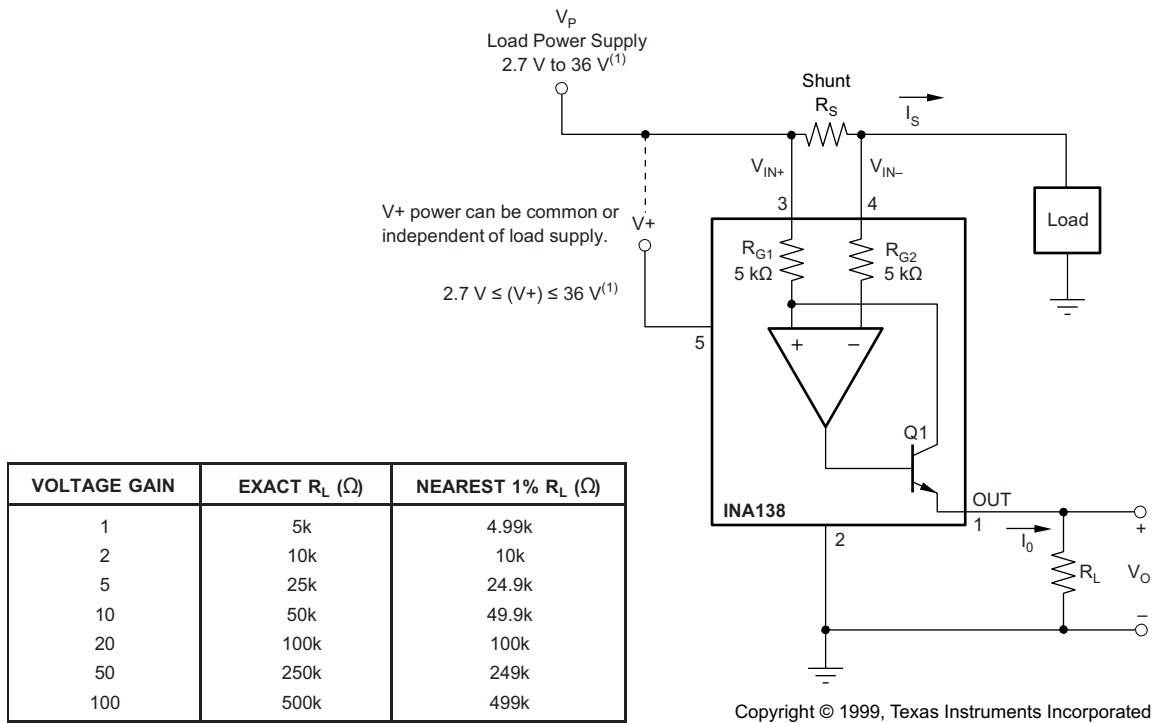 V_P
Load Power Supply
2.7 V to 36 V(1)
Shunt
R_S
I_S
V_IN+
V_IN–
3
4
V+ power can be common or
independent of load supply.
V+
Load
R_G1
5 kΩ
R_G2
5 kΩ
2.7 V ≤ (V+) ≤ 36 V(1)
5
+
–
Q1
INA138
OUT
1
2
I_0
+
R_L
V_O
–
VOLTAGE GAIN EXACT R_L (Ω) NEAREST 1% R_L (Ω)
1 5k 4.99k
2 10k 10k
5 25k 24.9k
10 50k 49.9k
20 100k 100k
50 250k 249k
100 500k 499k
Copyright © 1999, Texas Instruments Incorporated